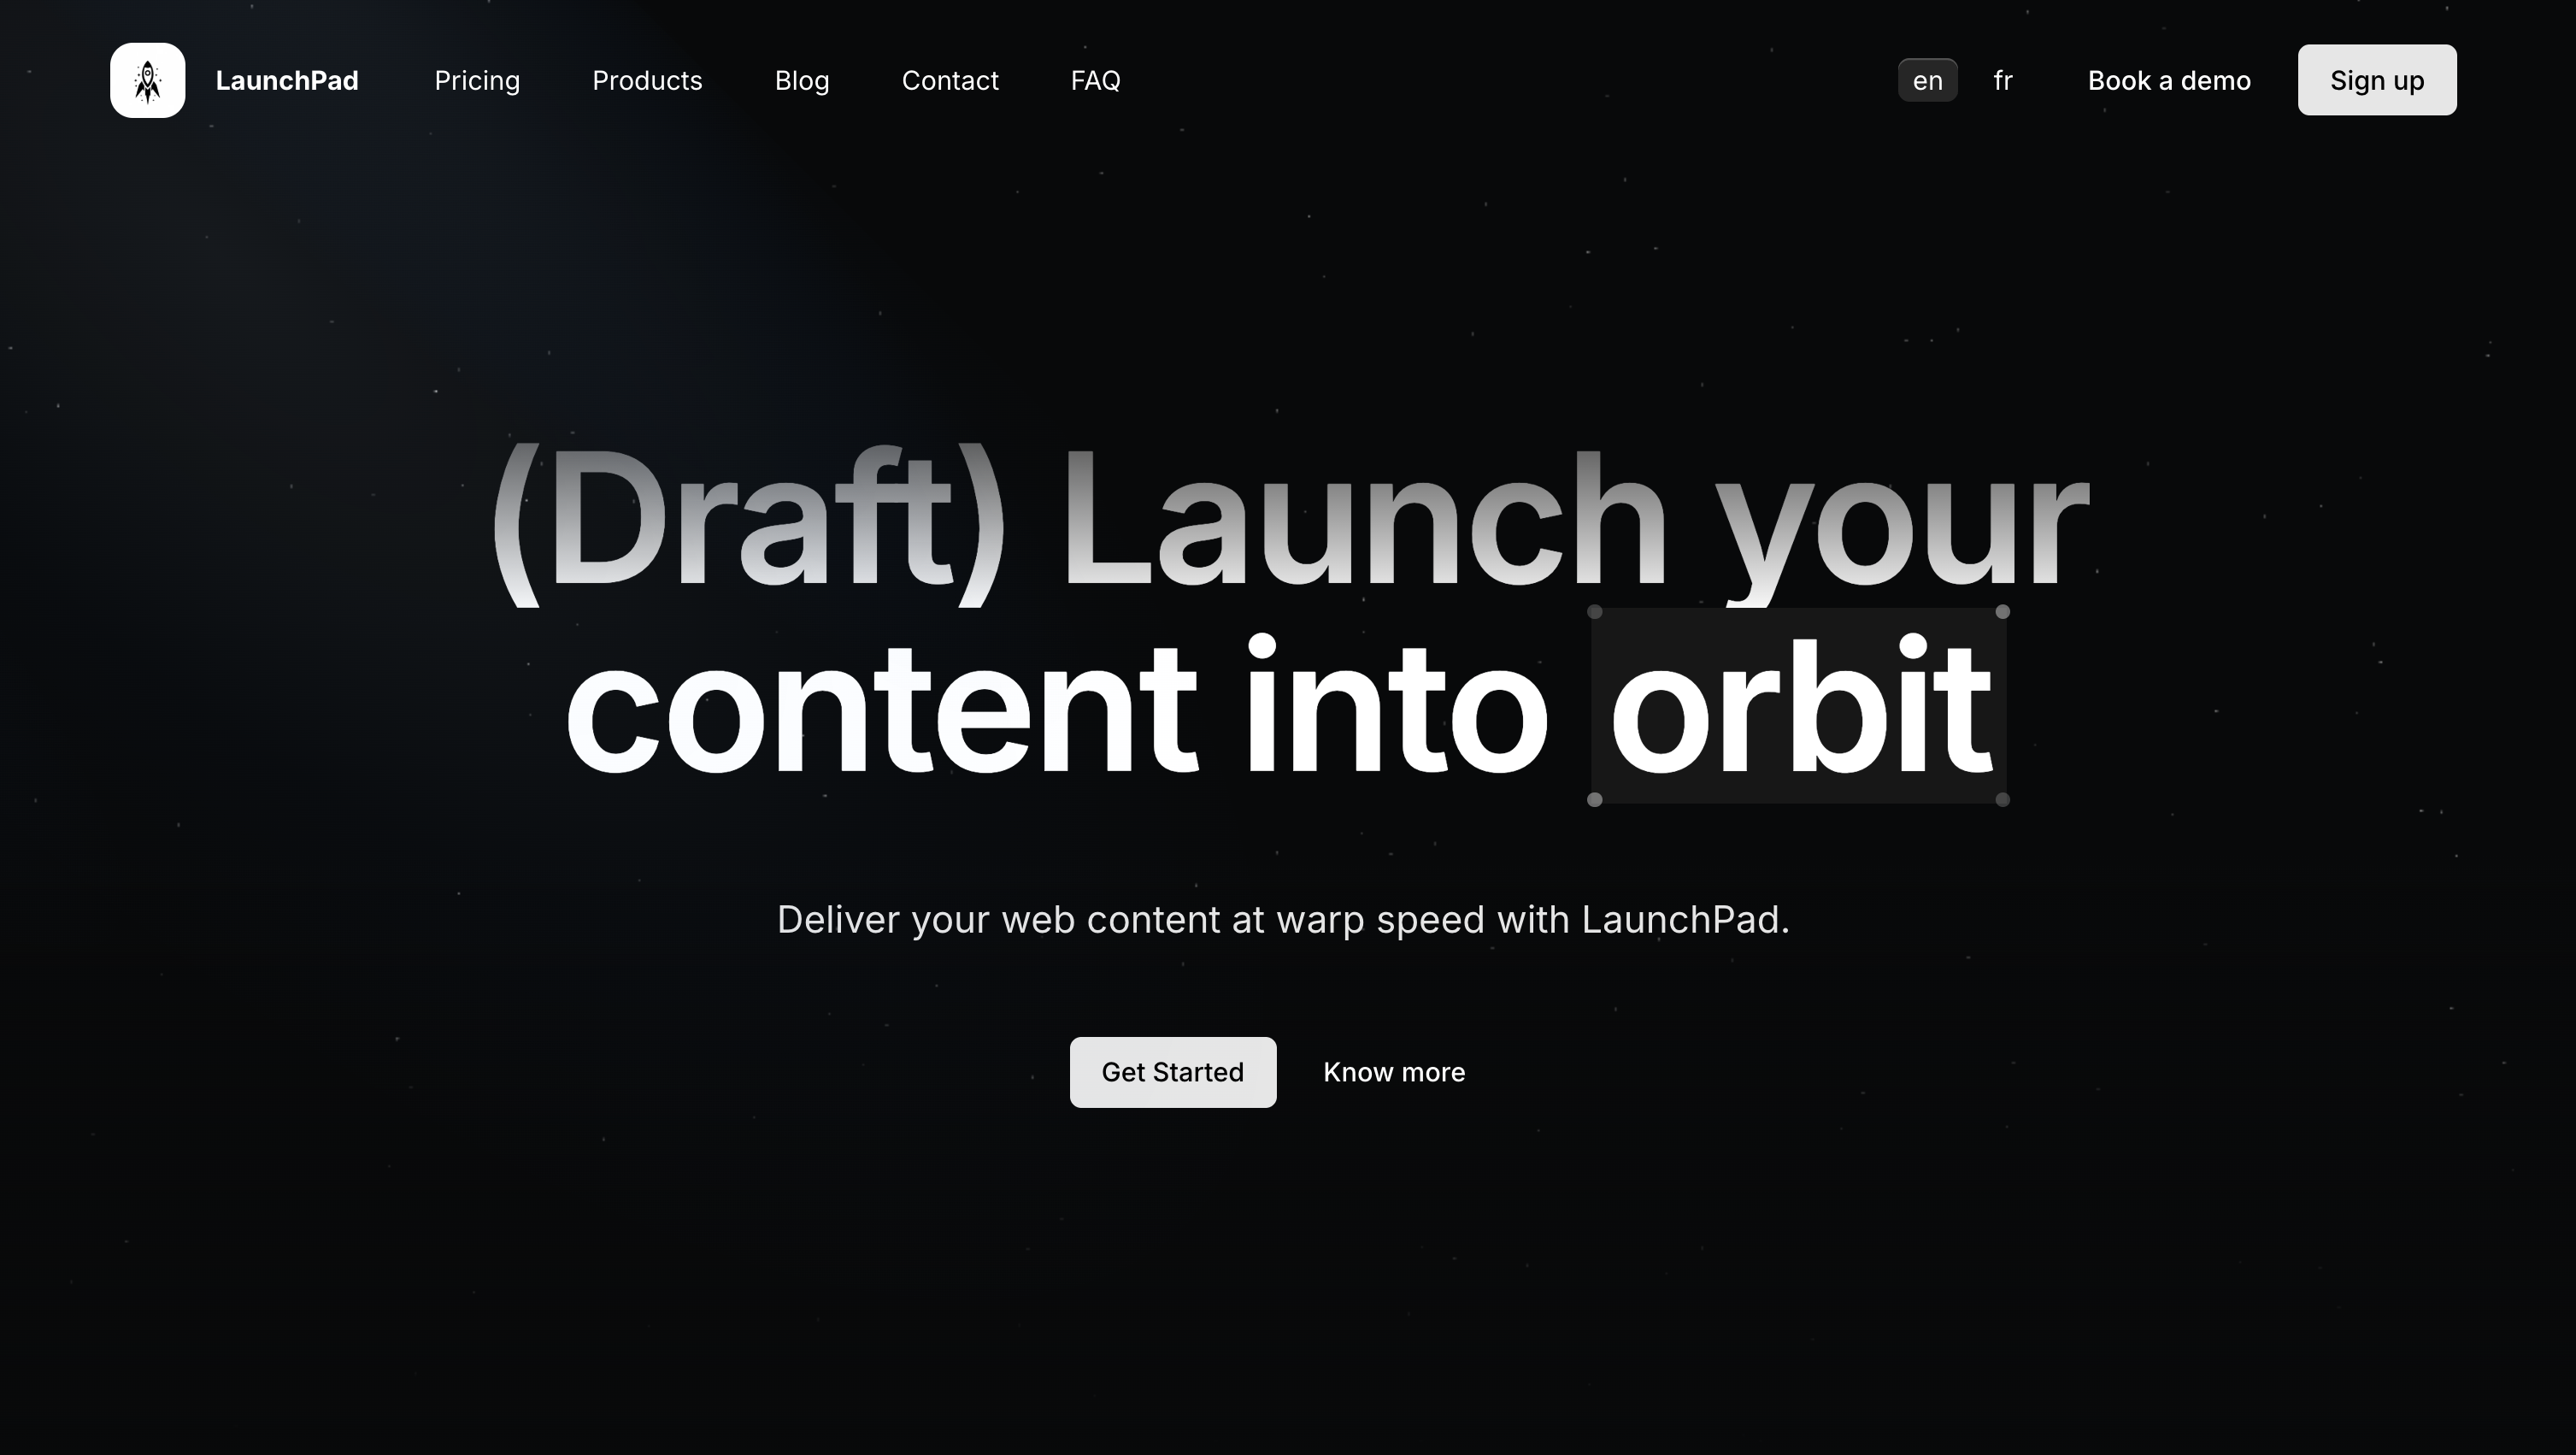 LaunchPad Pricing Products Blog Contact FAQ en fr Book a demo Sign up
(Draft) Launch your
content into orbit
Deliver your web content at warp speed with LaunchPad.
Get Started Know more